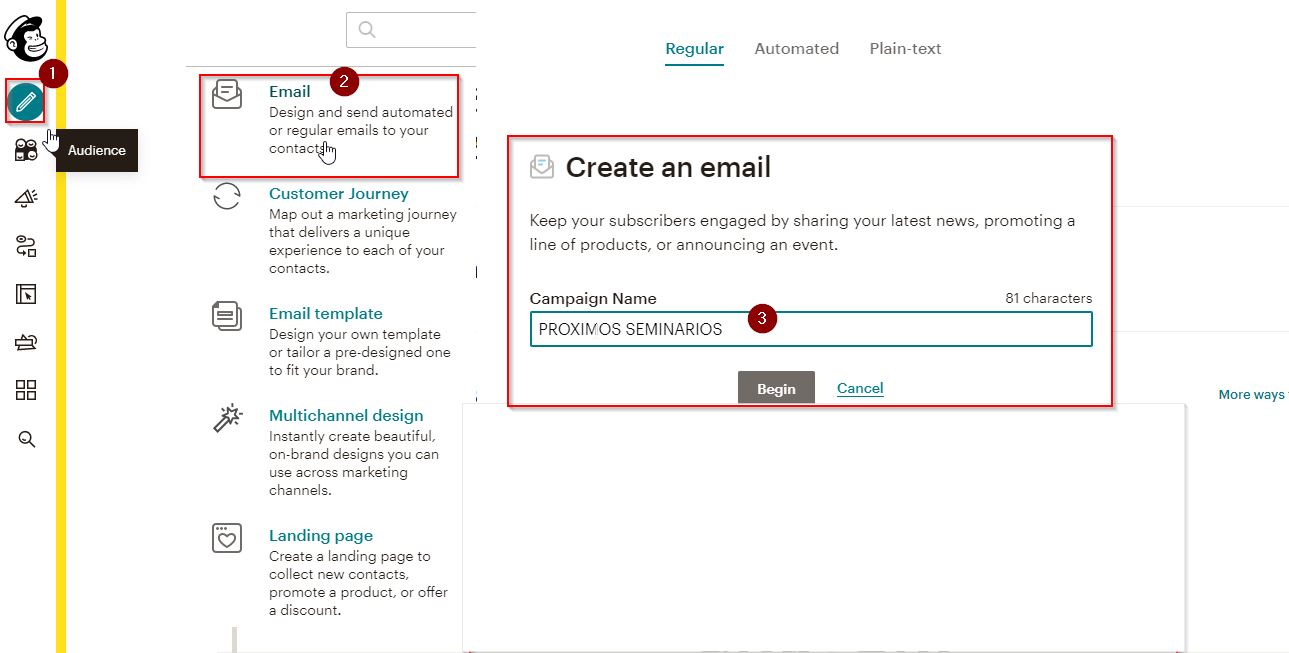 1
Audience
2
Email
Design and send automated
or regular emails to your
contacts.
Customer Journey
Map out a marketing journey
that delivers a unique
experience to each of your
contacts.
Email template
Design your own template
or tailor a pre-designed one
to fit your brand.
Multichannel design
Instantly create beautiful,
on-brand designs you can
use across marketing
channels.
Landing page
Create a landing page to
collect new contacts,
promote a product, or offer
a discount.
Regular Automated Plain-text
Create an email
Keep your subscribers engaged by sharing your latest news, promoting a
line of products, or announcing an event.
Campaign Name 81 characters
PROXIMOS SEMINARIOS
3
Begin Cancel
More ways